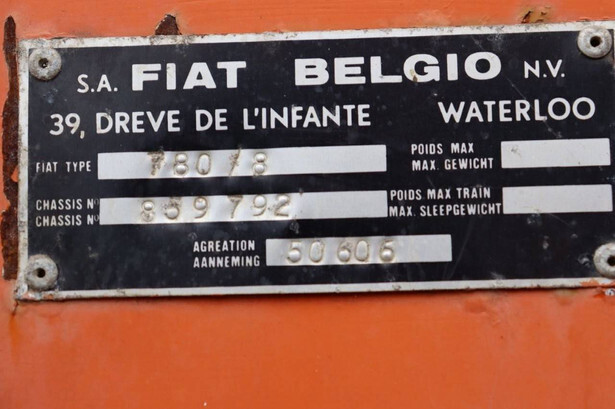 S.A. FIAT BELGIO N.V.
39, DREVE DE L'INFANTE WATERLOO
FIAT TYPE 780/8
POIDS MAX
MAX. GEWICHT
CHASSIS Nº
CHASSIS Nº 859 792
POIDS MAX TRAIN
MAX. SLEEPGEWICHT
AGREATION
AANNEMING 50 606